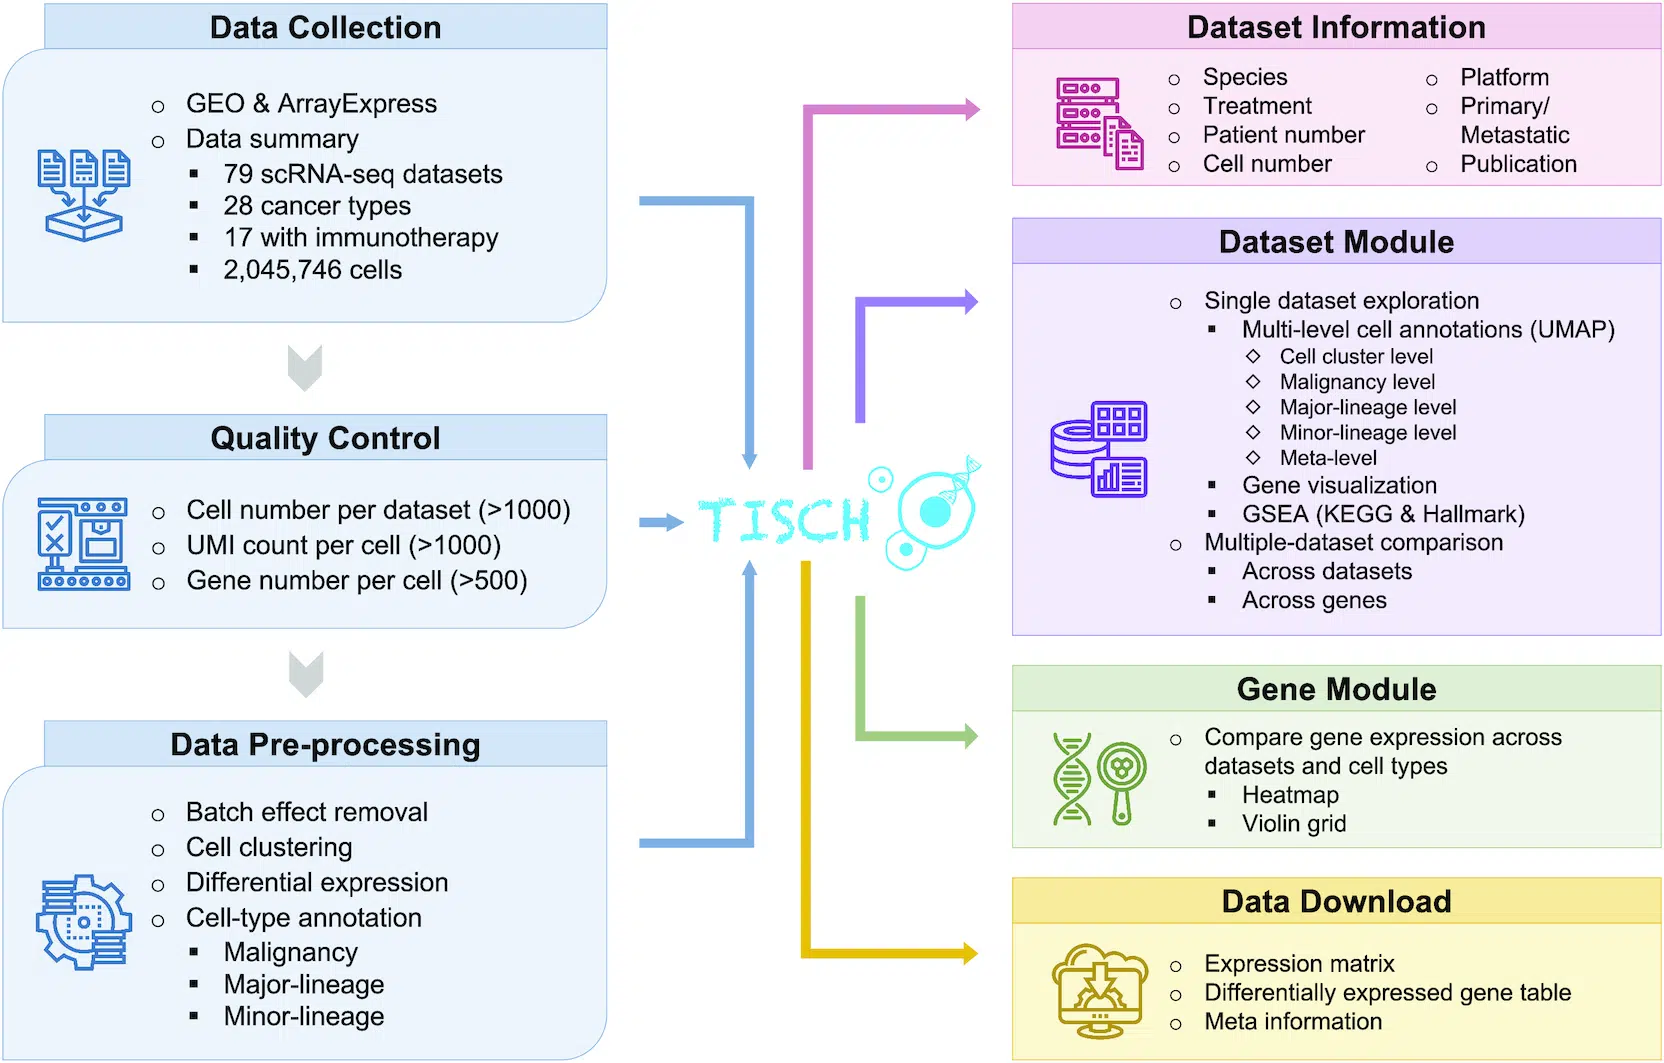 Data Collection
GEO & ArrayExpress
Data summary
79 scRNA-seq datasets
28 cancer types
17 with immunotherapy
2,045,746 cells
Quality Control
Cell number per dataset (>1000)
UMI count per cell (>1000)
Gene number per cell (>500)
Data Pre-processing
Batch effect removal
Cell clustering
Differential expression
Cell-type annotation
Malignancy
Major-lineage
Minor-lineage
TISCH
Dataset Information
Species
Treatment
Patient number
Cell number
Platform
Primary/
Metastatic
Publication
Dataset Module
Single dataset exploration
Multi-level cell annotations (UMAP)
Cell cluster level
Malignancy level
Major-lineage level
Minor-lineage level
Meta-level
Gene visualization
GSEA (KEGG & Hallmark)
Multiple-dataset comparison
Across datasets
Across genes
Gene Module
Compare gene expression across
datasets and cell types
Heatmap
Violin grid
Data Download
Expression matrix
Differentially expressed gene table
Meta information